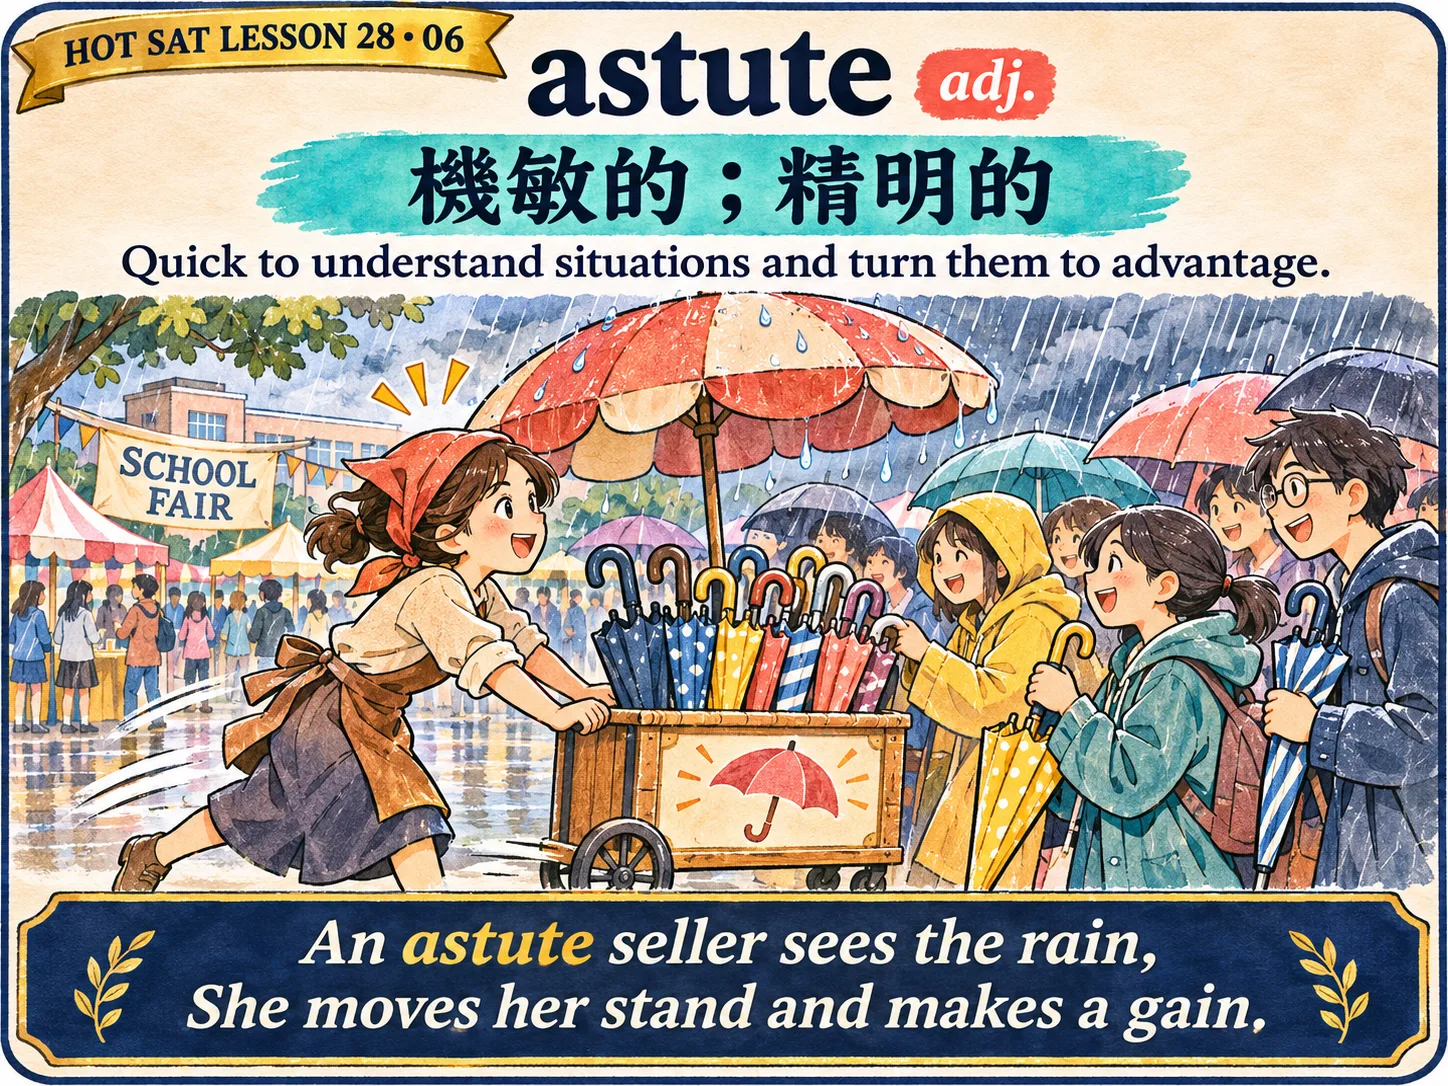 HOT SAT LESSON 28 • 06
astute adj.
機敏的；精明的
Quick to understand situations and turn them to advantage.
SCHOOL
FAIR
An astute seller sees the rain,
She moves her stand and makes a gain.